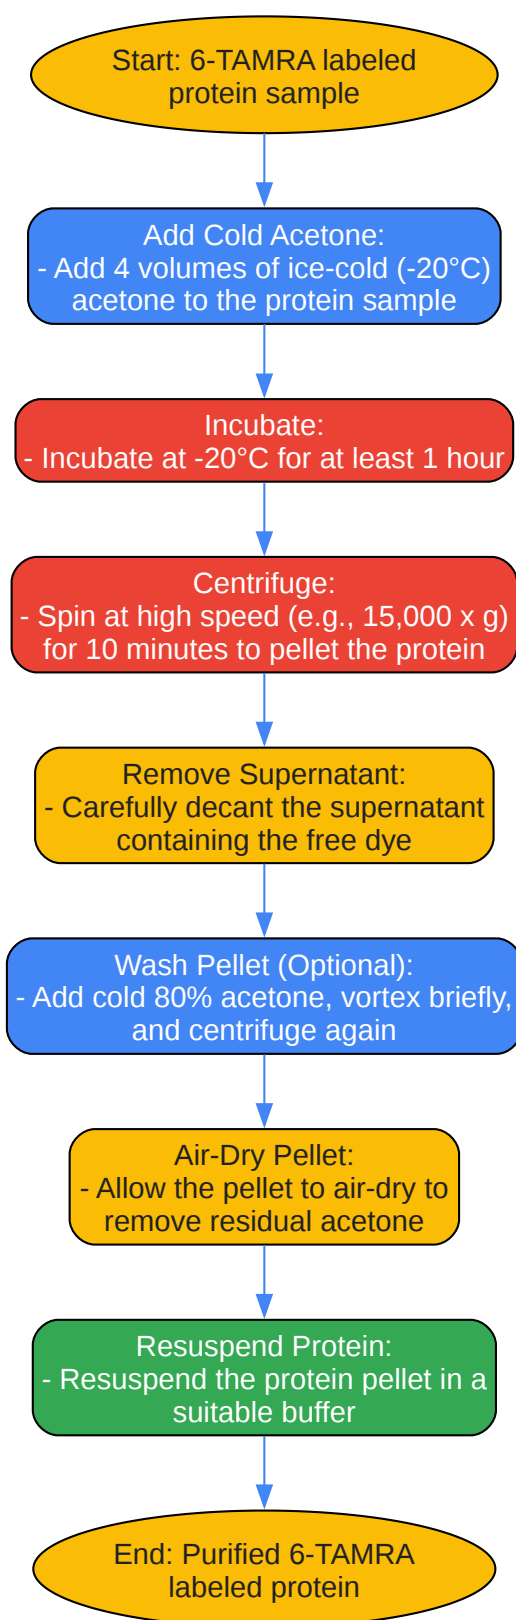 Start: 6-TAMRA labeled
protein sample
Add Cold Acetone:
- Add 4 volumes of ice-cold (-20°C)
acetone to the protein sample
Incubate:
- Incubate at -20°C for at least 1 hour
Centrifuge:
- Spin at high speed (e.g., 15,000 x g)
for 10 minutes to pellet the protein
Remove Supernatant:
- Carefully decant the supernatant
containing the free dye
Wash Pellet (Optional):
- Add cold 80% acetone, vortex briefly,
and centrifuge again
Air-Dry Pellet:
- Allow the pellet to air-dry to
remove residual acetone
Resuspend Protein:
- Resuspend the protein pellet in a
suitable buffer
End: Purified 6-TAMRA
labeled protein